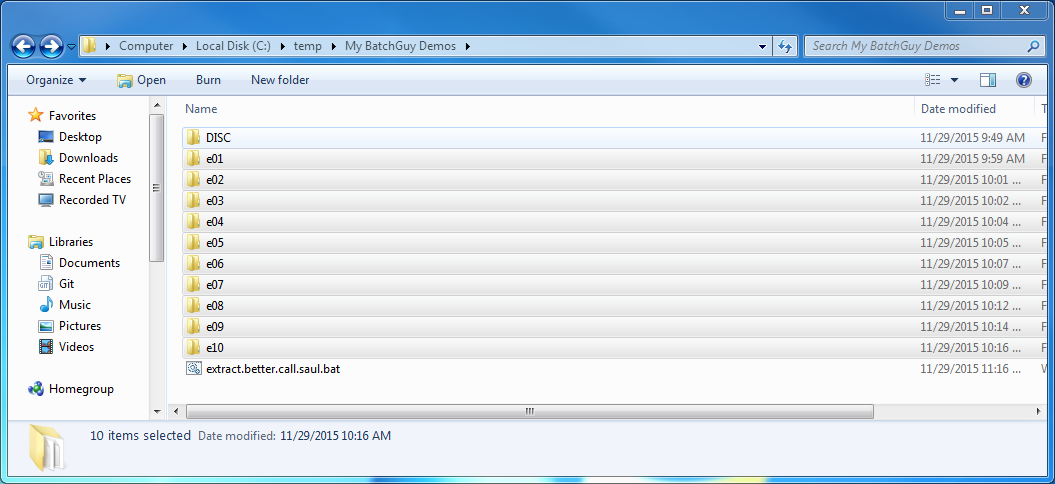 Computer Local Disk (C:) temp My BatchGuy Demos Search My BatchGuy Demos
Organize Open Burn New folder
Favorites
Desktop
Downloads
Recent Places
Recorded TV
Libraries
Documents
Git
Music
Pictures
Videos
Homegroup
Name Date modified T
DISC 11/29/2015 9:49 AM F
e01 11/29/2015 9:59 AM F
e02 11/29/2015 10:01 ... F
e03 11/29/2015 10:02 ... F
e04 11/29/2015 10:04 ... F
e05 11/29/2015 10:05 ... F
e06 11/29/2015 10:07 ... F
e07 11/29/2015 10:09 ... F
e08 11/29/2015 10:12 ... F
e09 11/29/2015 10:14 ... F
e10 11/29/2015 10:16 ... F
extract.better.call.saul.bat 11/29/2015 11:16 ... W
10 items selected Date modified: 11/29/2015 10:16 AM